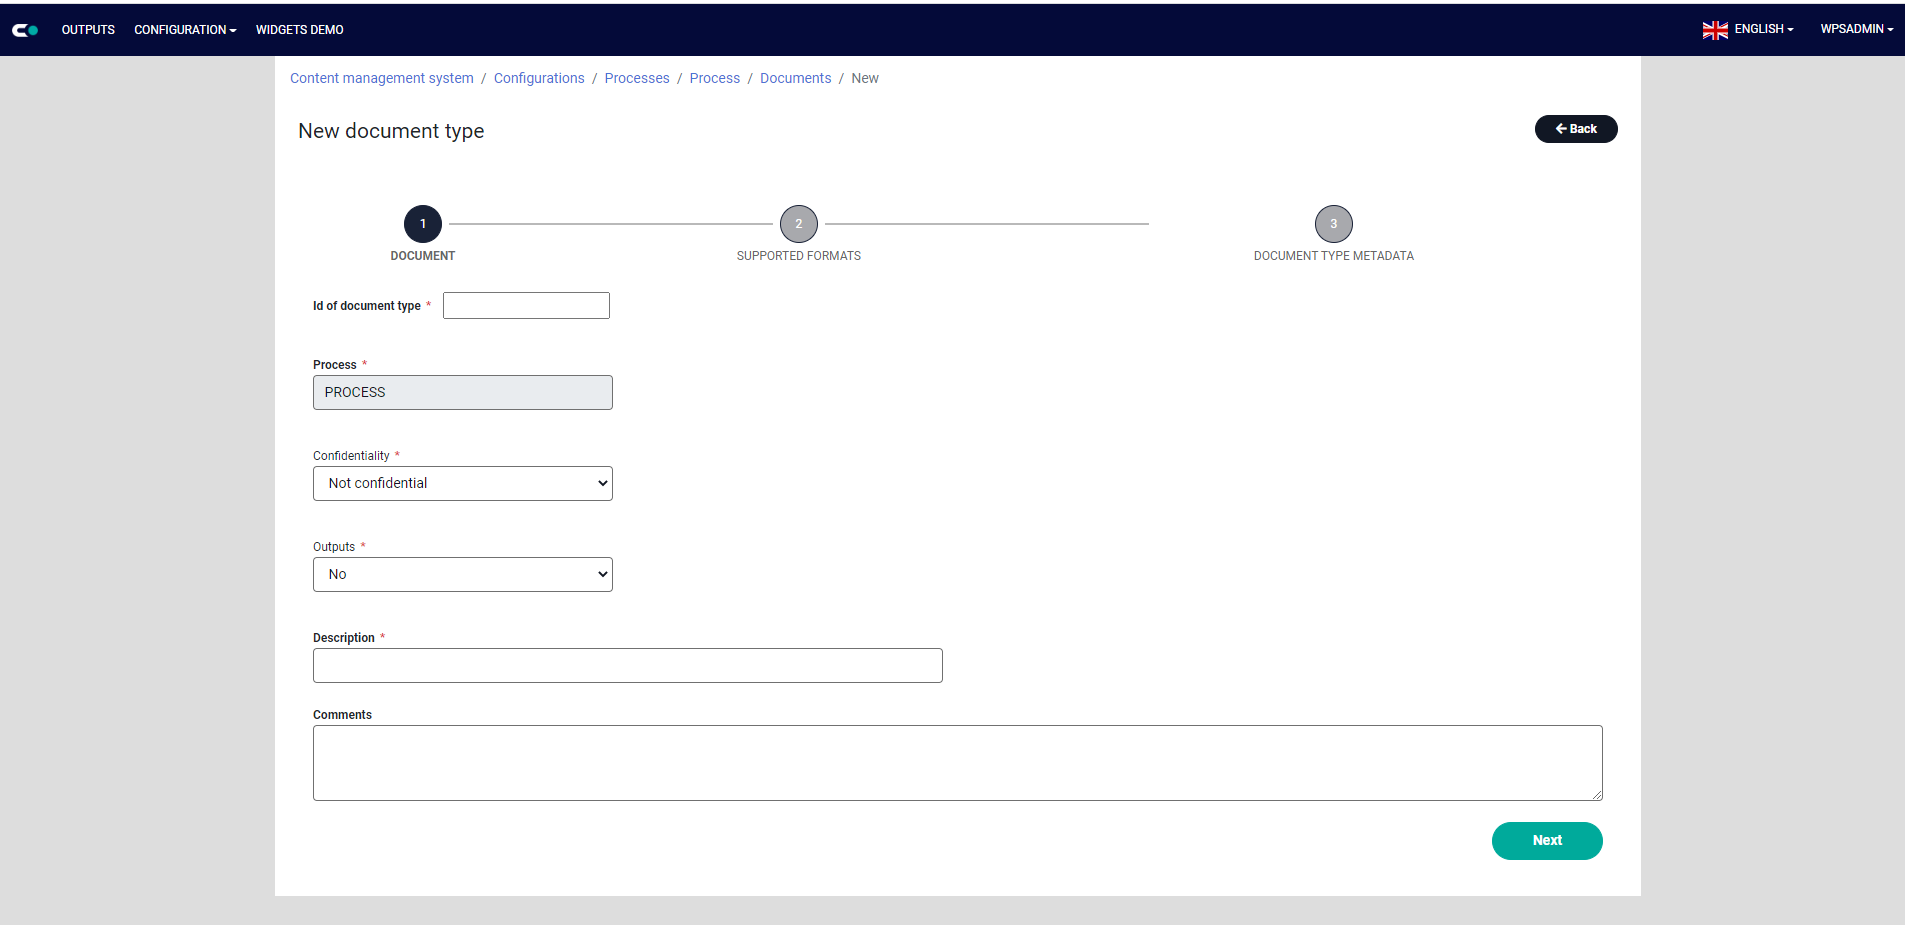 OUTPUTS CONFIGURATION WIDGETS DEMO ENGLISH WPSADMIN
Content management system / Configurations / Processes / Process / Documents / New
New document type
Back
1 2 3
DOCUMENT SUPPORTED FORMATS DOCUMENT TYPE METADATA
Id of document type *
Process *
PROCESS
Confidentiality *
Not confidential
Outputs *
No
Description *
Comments
Next